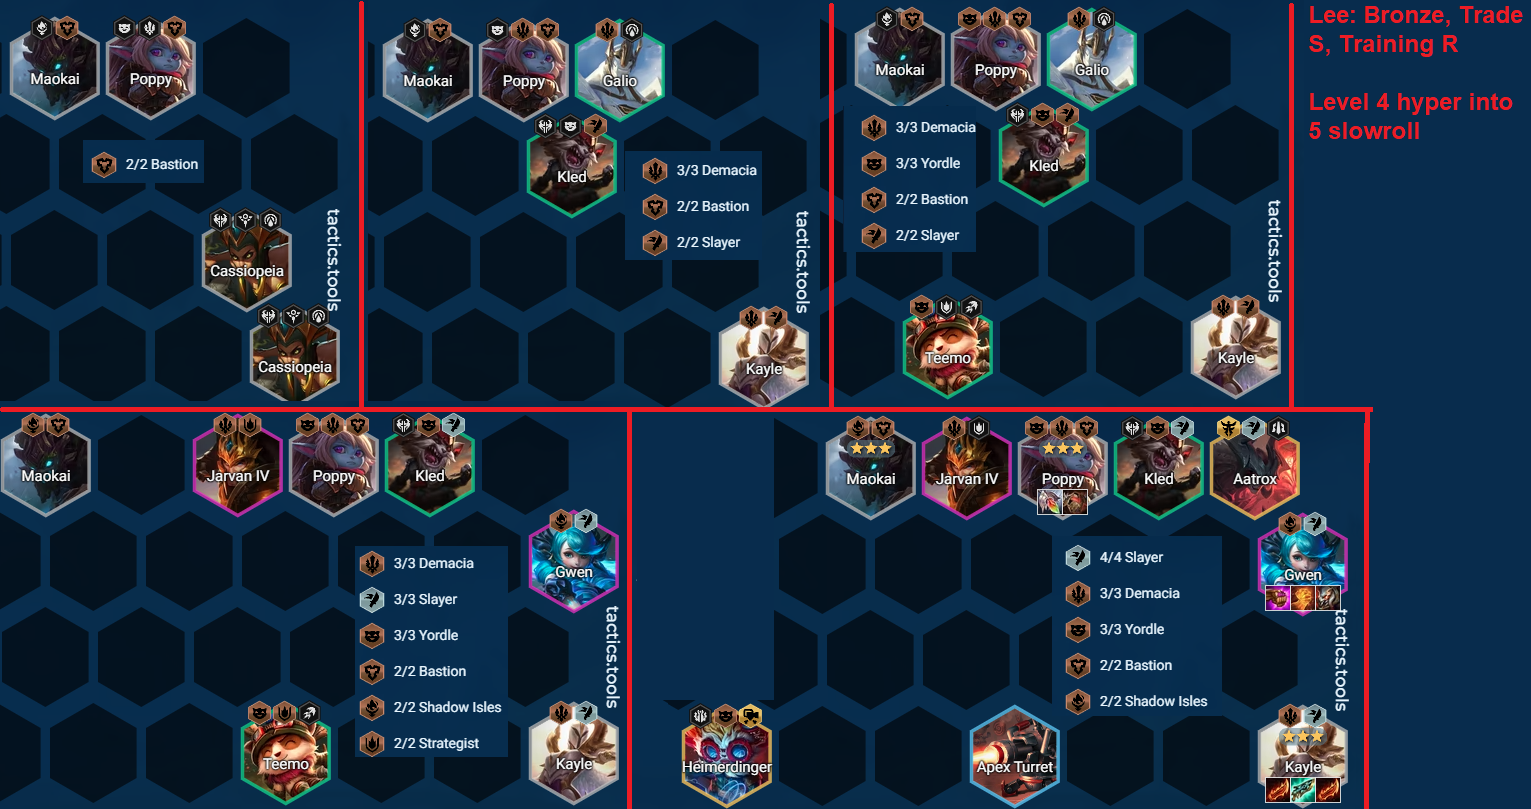 Maokai
Poppy
2/2 Bastion
Cassiopeia
Cassiopeia
tactics.tools
Maokai
Poppy
Galio
Kled
3/3 Demacia
2/2 Bastion
2/2 Slayer
tactics.tools
Kayle
Maokai
Poppy
Galio
3/3 Demacia
3/3 Yordle
2/2 Bastion
2/2 Slayer
Kled
tactics.tools
Teemo
Kayle
Lee: Bronze, Trade
S, Training R
Level 4 hyper into
5 slowroll
Maokai
Jarvan IV
Poppy
Kled
Gwen
3/3 Demacia
3/3 Slayer
3/3 Yordle
2/2 Bastion
2/2 Shadow Isles
2/2 Strategist
tactics.tools
Teemo
Kayle
Maokai
Jarvan IV
Poppy
Kled
Aatrox
Gwen
4/4 Slayer
3/3 Demacia
3/3 Yordle
2/2 Bastion
2/2 Shadow Isles
tactics.tools
Heimerdinger
Apex Turret
Kayle